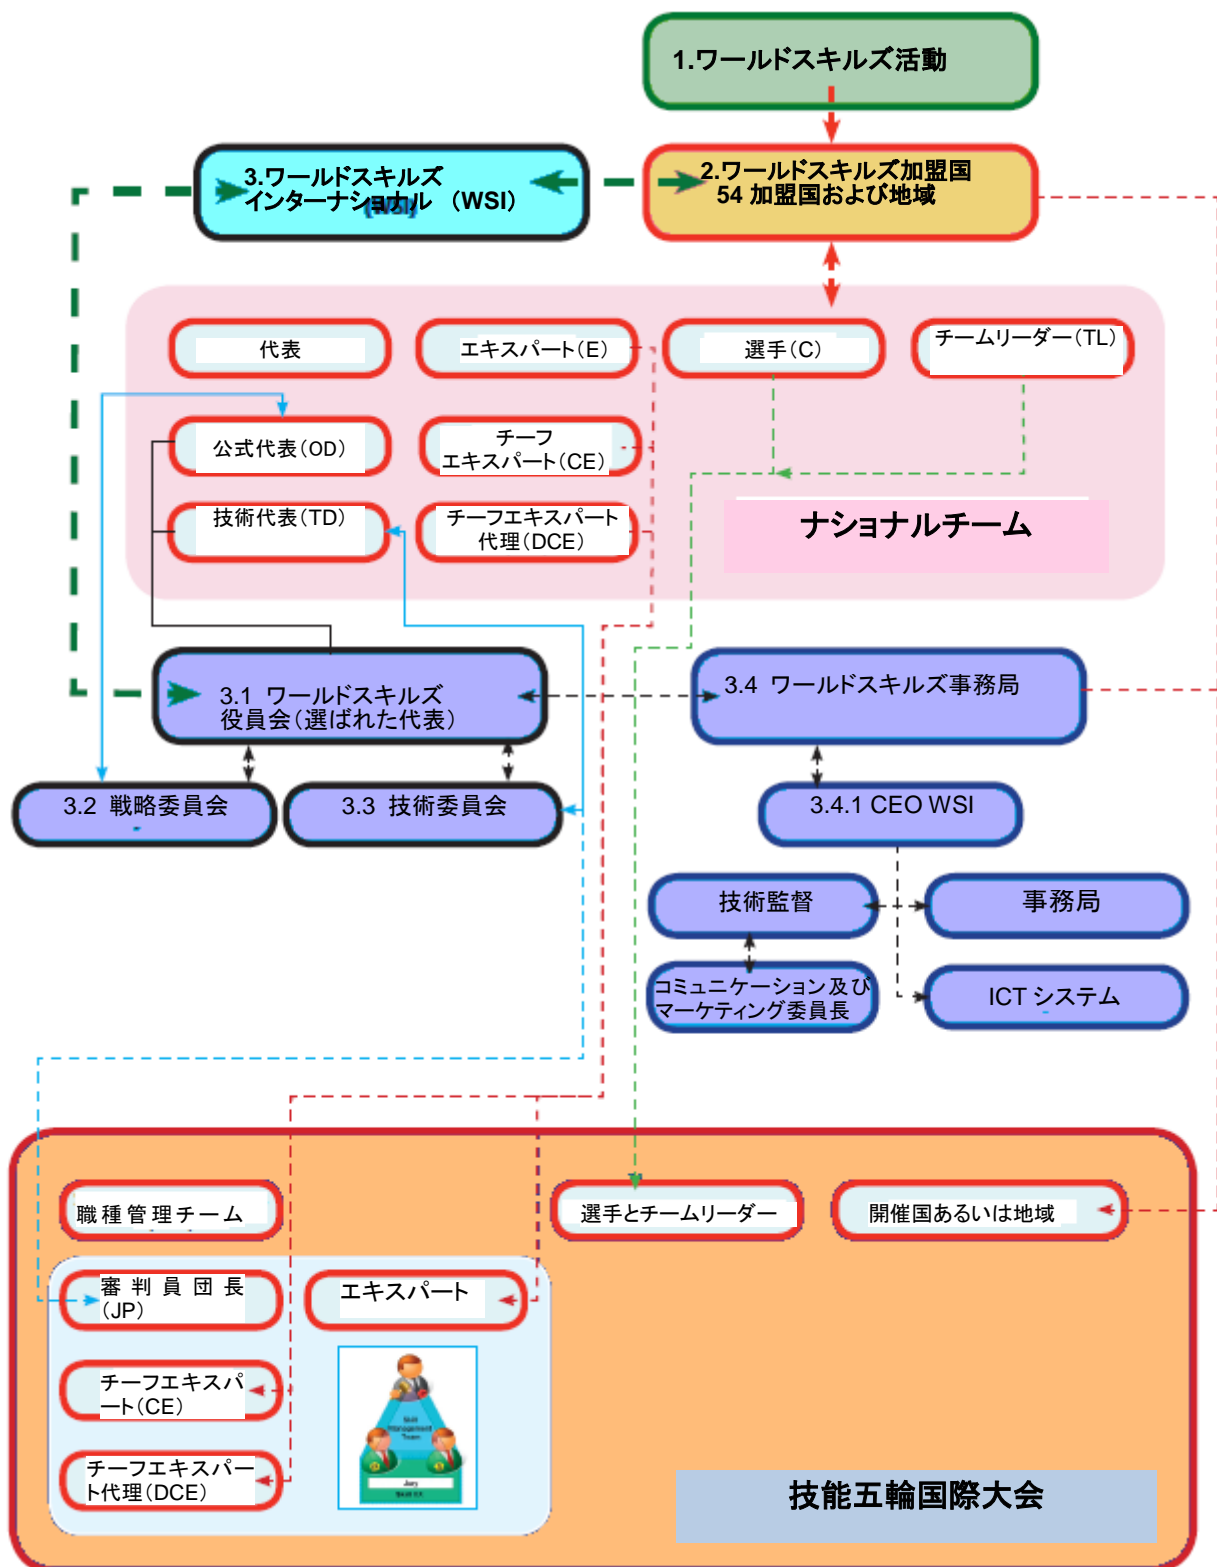 1.ワールドスキルズ活動
3.ワールドスキルズ
インターナショナル (WSI)
(WSI)
2.ワールドスキルズ加盟国
54 加盟国および地域
代表
エキスパート(E)
選手(C)
チームリーダー(TL)
公式代表(OD)
チーフ
エキスパート(CE)
技術代表(TD)
チーフエキスパート
代理(DCE)
ナショナルチーム
3.1 ワールドスキルズ
役員会(選ばれた代表)
3.4 ワールドスキルズ事務局
3.2 戦略委員会
3.3 技術委員会
3.4.1 CEO WSI
技術監督
事務局
コミュニケーション及び
マーケティング委員長
ICT システム
職種管理チーム
選手とチームリーダー
開催国あるいは地域
審判員団長
(JP)
エキスパート
チーフエキスパ
ート(CE)
チーフエキスパー
ト代理(DCE)
Skill
Management
Team
Jury
技能五輪国際大会